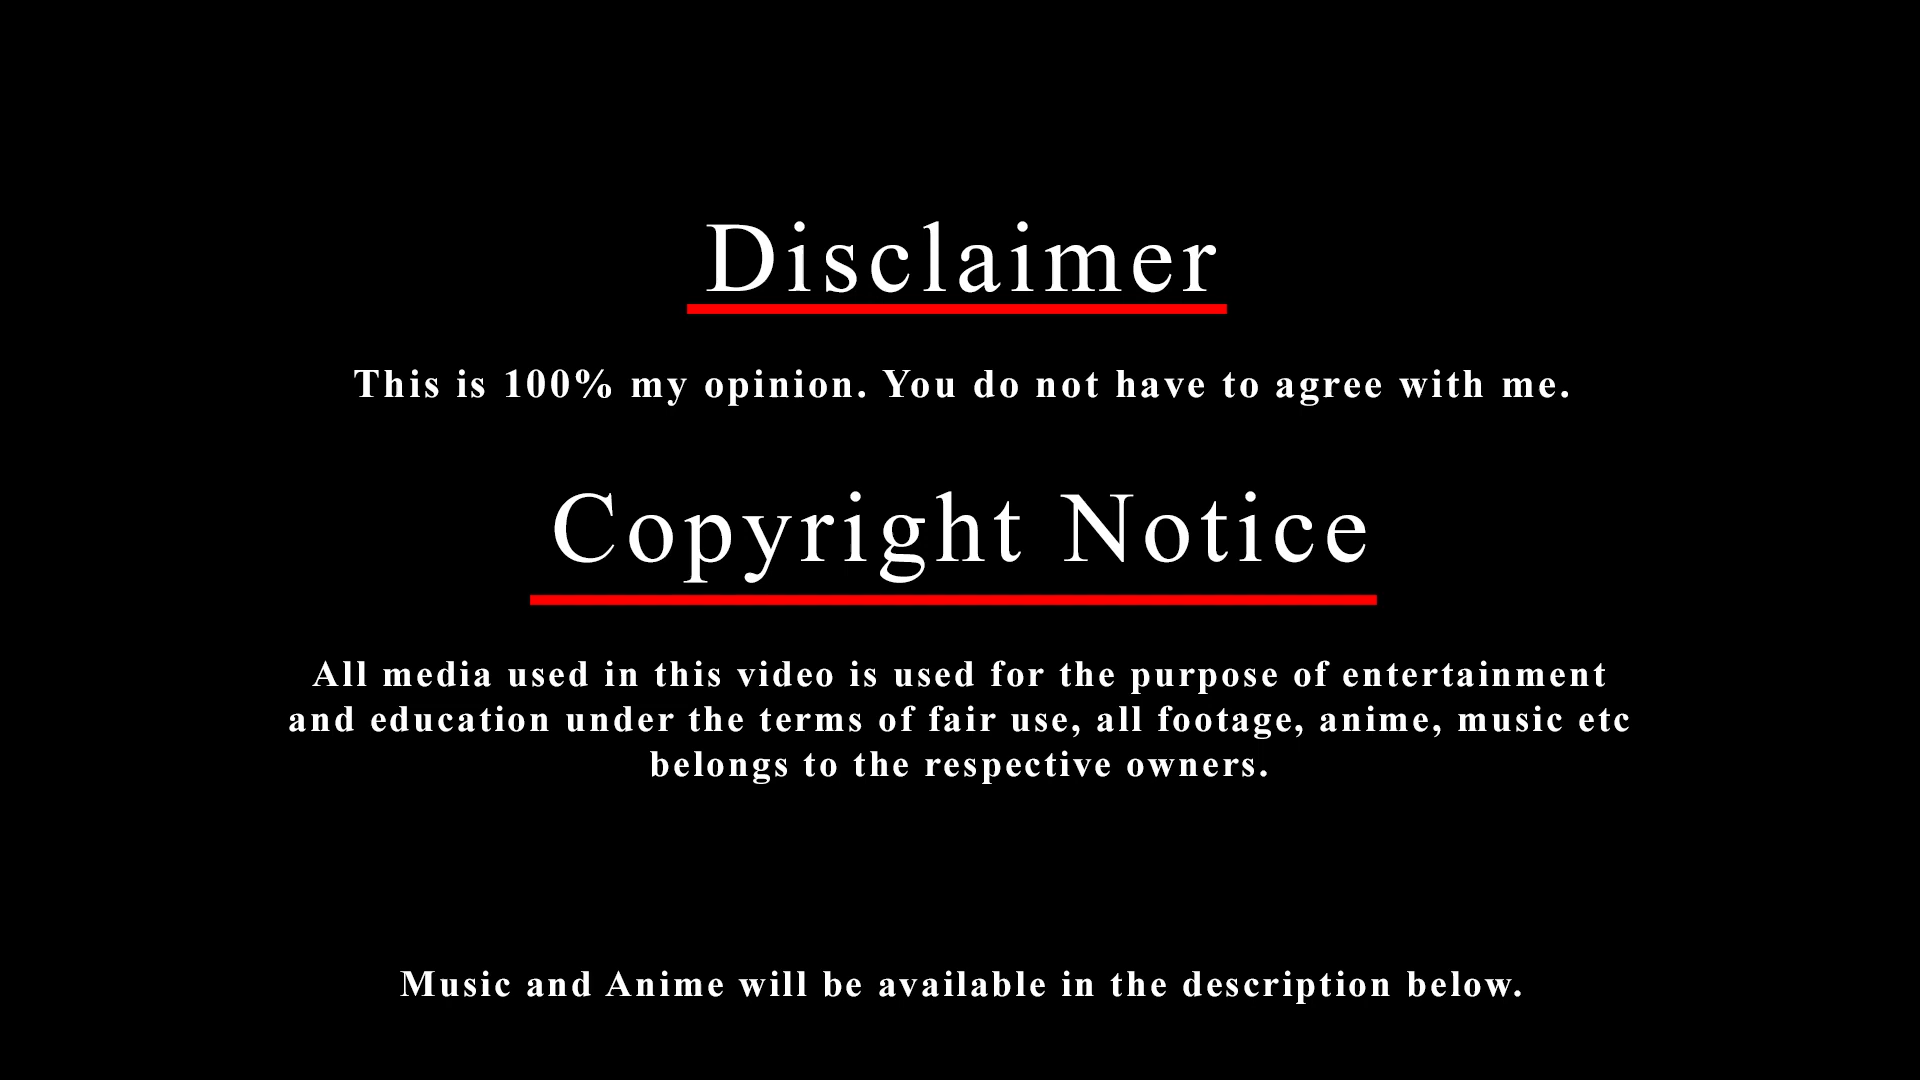 Disclaimer
This is 100% my opinion. You do not have to agree with me.
Copyright Notice
All media used in this video is used for the purpose of entertainment
and education under the terms of fair use, all footage, anime, music etc
belongs to the respective owners.
Music and Anime will be available in the description below.